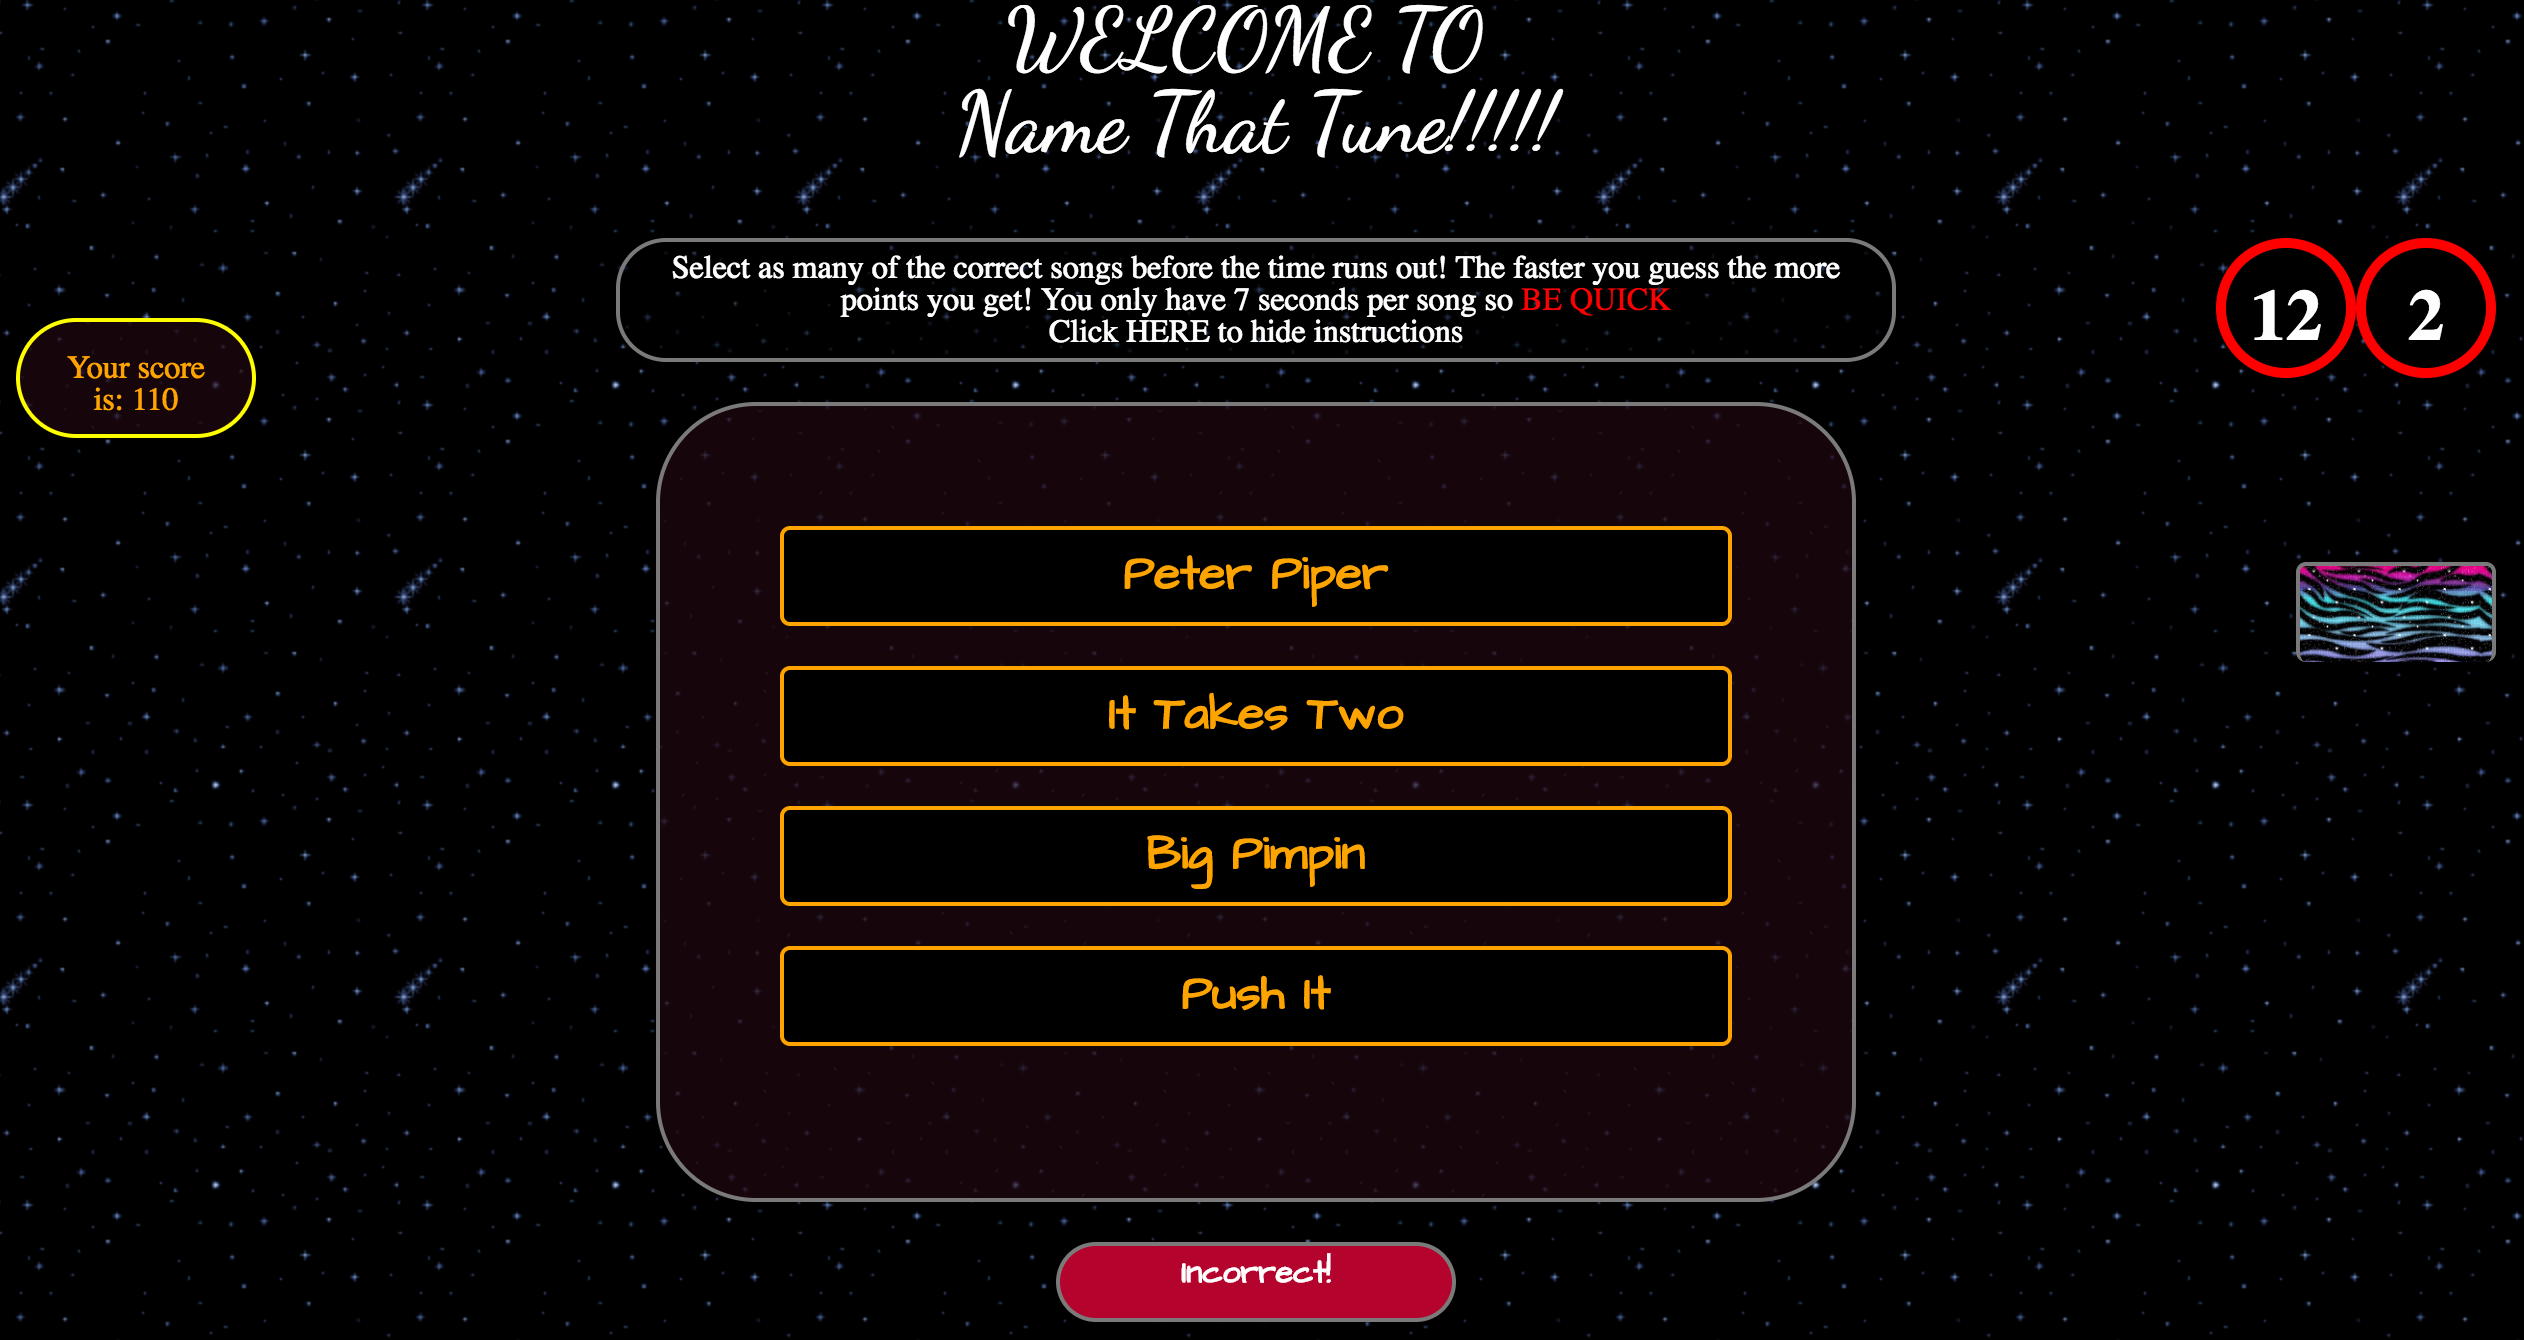 WELCOME TO
Name That Tune!!!!!
Select as many of the correct songs before the time runs out! The faster you guess the more
points you get! You only have 7 seconds per song so BE QUICK
Click HERE to hide instructions
12 2
Your score
is: 110
Peter Piper
It Takes Two
Big Pimpin
Push It
Incorrect!